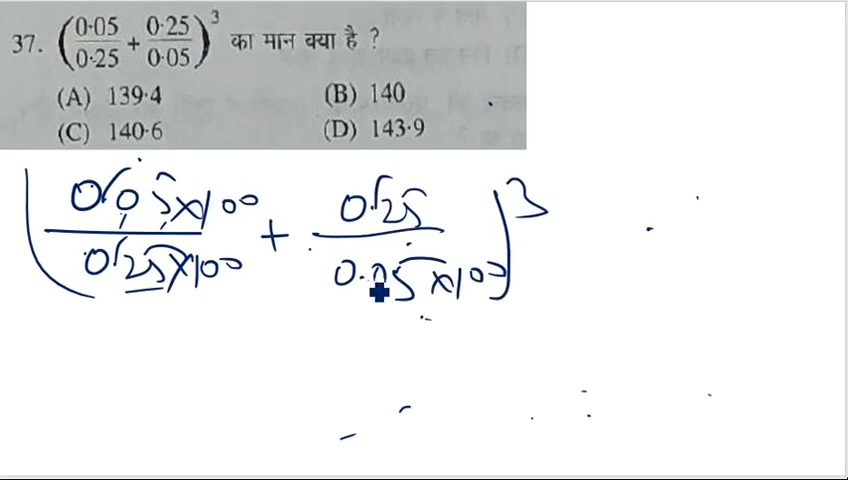 37. (0·05/0·25 + 0·25/0·05)³ का मान क्या है ?
(A) 139·4 (B) 140
(C) 140·6 (D) 143·9
(0.05×100/0.25×100 + 0.25/0.05×100)³